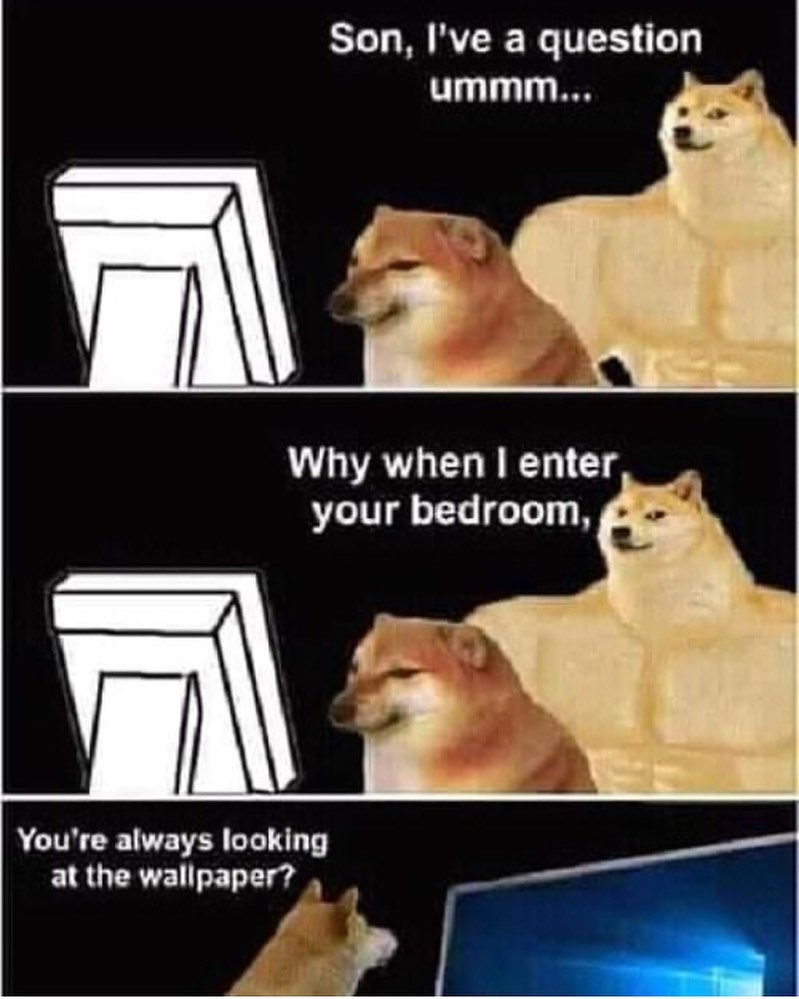 Son, I've a question
ummm...
Why when I enter
your bedroom,
You're always looking
at the wallpaper?